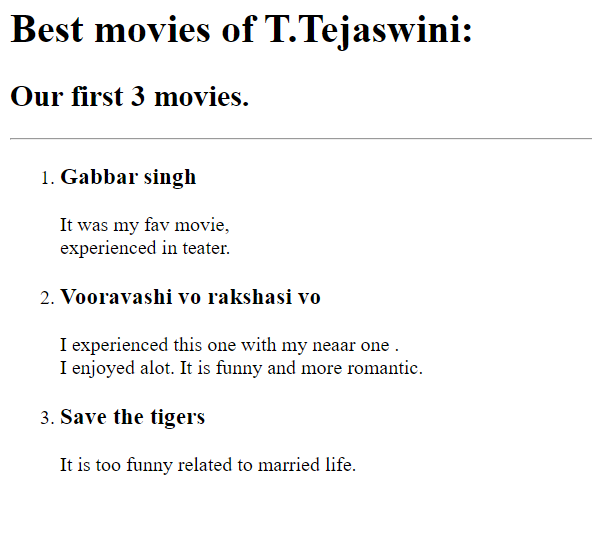 Best movies of T.Tejaswini:
Our first 3 movies.
1. Gabbar singh
It was my fav movie,
experienced in teater.
2. Vooravashi vo rakshasi vo
I experienced this one with my neaar one .
I enjoyed alot. It is funny and more romantic.
3. Save the tigers
It is too funny related to married life.